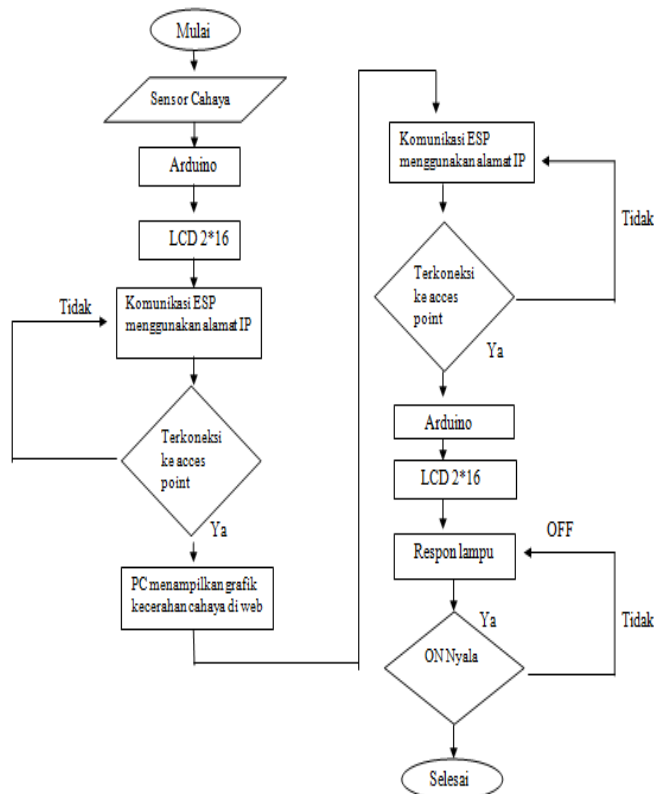 Mulai
Sensor Cahaya
Arduino
LCD 2*16
Tidak
Komunikasi ESP
menggunakan alamat IP
Terkoneksi
ke acces
point
Ya
PC menampilkan grafik
kecerahan cahaya di web
Komunikasi ESP
menggunakan alamat IP
Tidak
Terkoneksi
ke acces
point
Ya
Arduino
LCD 2*16
OFF
Respon lampu
Ya
Tidak
ON Nyala
Selesai